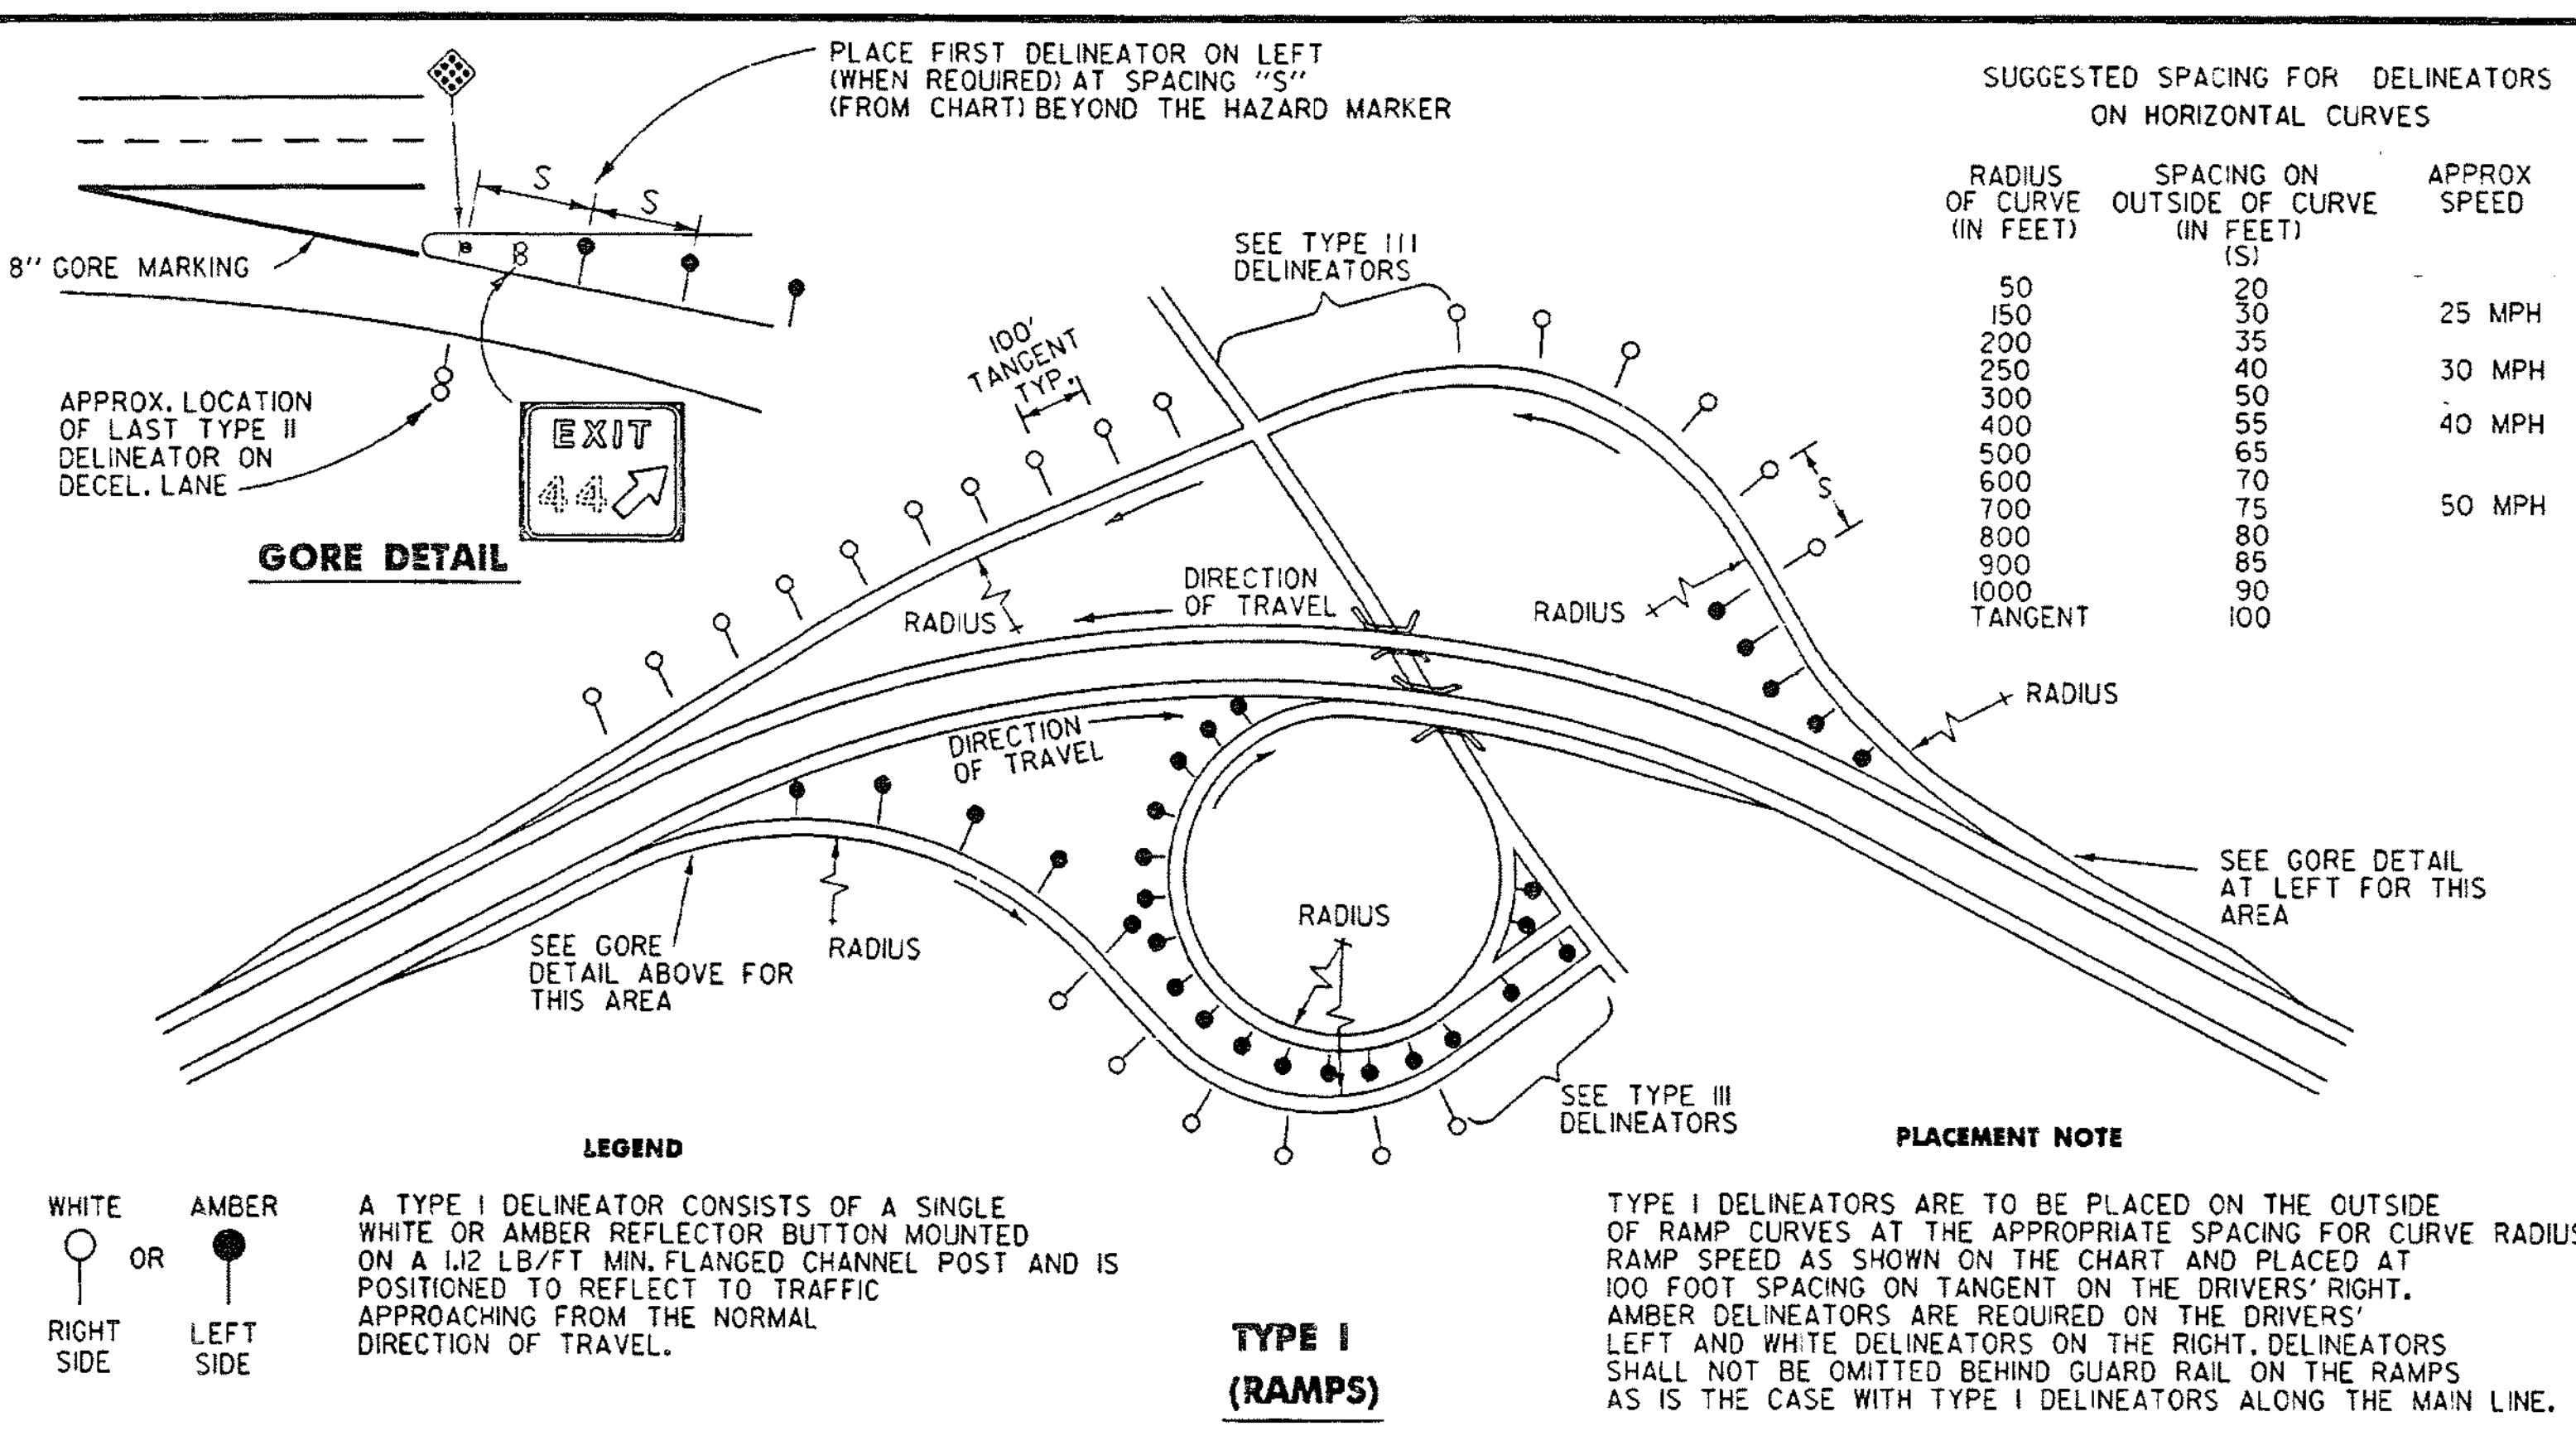 PLACE FIRST DELINEATOR ON LEFT
(WHEN REQUIRED) AT SPACING "S"
(FROM CHART) BEYOND THE HAZARD MARKER
S
S
8
8" GORE MARKING
APPROX. LOCATION
OF LAST TYPE II
DELINEATOR ON
DECEL. LANE
EXIT
44
GORE DETAIL
SUGGESTED SPACING FOR DELINEATORS
ON HORIZONTAL CURVES
RADIUS SPACING ON APPROX
OF CURVE OUTSIDE OF CURVE SPEED
(IN FEET) (IN FEET)
(S)
50 20
150 30 25 MPH
200 35
250 40 30 MPH
300 50
400 55 40 MPH
500 65
600 70
700 75 50 MPH
800 80
900 85
1000 90
TANGENT 100
SEE TYPE III
DELINEATORS
100'
TANGENT
TYP.
S
RADIUS
DIRECTION
OF TRAVEL
RADIUS
RADIUS
DIRECTION
OF TRAVEL
SEE GORE DETAIL
AT LEFT FOR THIS
AREA
RADIUS
RADIUS
SEE GORE
DETAIL ABOVE FOR
THIS AREA
SEE TYPE III
DELINEATORS
LEGEND
WHITE AMBER
OR
RIGHT LEFT
SIDE SIDE
A TYPE I DELINEATOR CONSISTS OF A SINGLE
WHITE OR AMBER REFLECTOR BUTTON MOUNTED
ON A 1.12 LB/FT MIN. FLANGED CHANNEL POST AND IS
POSITIONED TO REFLECT TO TRAFFIC
APPROACHING FROM THE NORMAL
DIRECTION OF TRAVEL.
TYPE I
(RAMPS)
PLACEMENT NOTE
TYPE I DELINEATORS ARE TO BE PLACED ON THE OUTSIDE
OF RAMP CURVES AT THE APPROPRIATE SPACING FOR CURVE RADIUS
RAMP SPEED AS SHOWN ON THE CHART AND PLACED AT
100 FOOT SPACING ON TANGENT ON THE DRIVERS' RIGHT.
AMBER DELINEATORS ARE REQUIRED ON THE DRIVERS'
LEFT AND WHITE DELINEATORS ON THE RIGHT. DELINEATORS
SHALL NOT BE OMITTED BEHIND GUARD RAIL ON THE RAMPS
AS IS THE CASE WITH TYPE I DELINEATORS ALONG THE MAIN LINE.